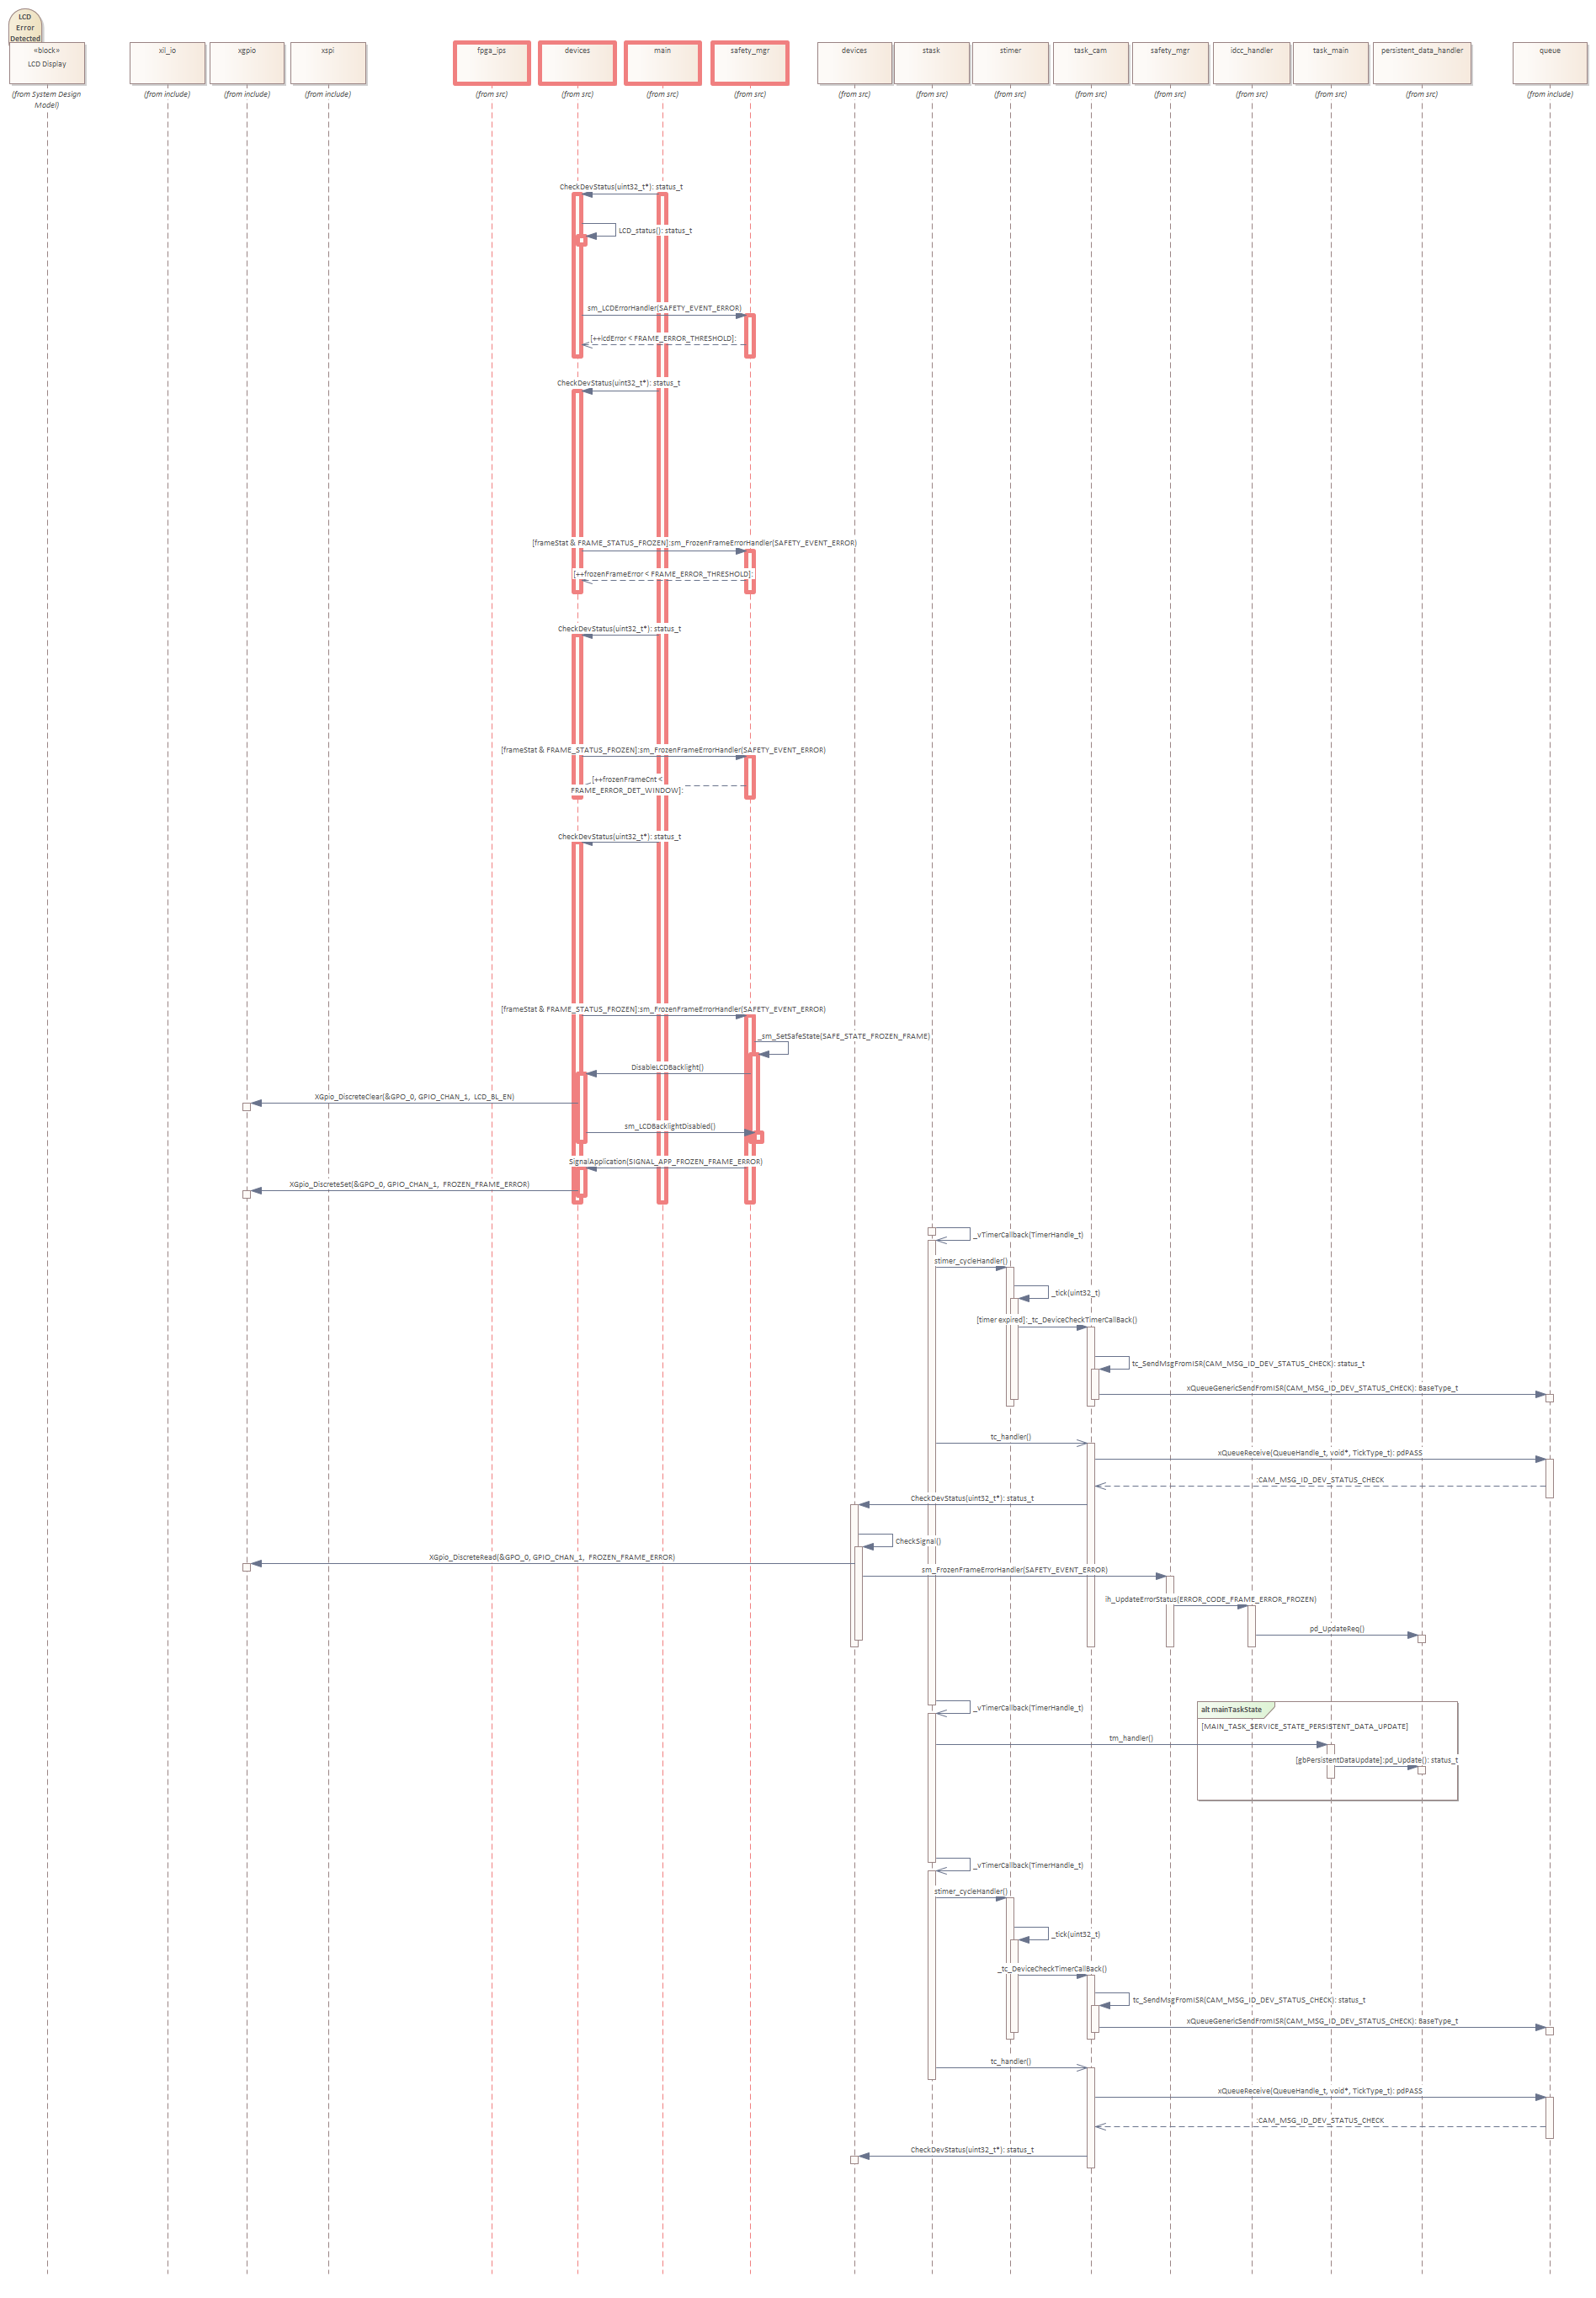 LCD
Error
Detected
«block»
LCD Display
xil_io
xgpio
xspi
fpga_ips
devices
main
safety_mgr
devices
stask
stimer
task_cam
safety_mgr
idcc_handler
task_main
persistent_data_handler
queue
(from System Design
Model)
(from include)
(from include)
(from include)
(from src)
(from src)
(from src)
(from src)
(from src)
(from src)
(from src)
(from src)
(from src)
(from src)
(from src)
(from src)
(from include)
CheckDevStatus(uint32_t*): status_t
LCD_status(): status_t
sm_LCDErrorHandler(SAFETY_EVENT_ERROR)
[++lcdError < FRAME_ERROR_THRESHOLD]:
CheckDevStatus(uint32_t*): status_t
[frameStat & FRAME_STATUS_FROZEN]:sm_FrozenFrameErrorHandler(SAFETY_EVENT_ERROR)
[++frozenFrameError < FRAME_ERROR_THRESHOLD]:
CheckDevStatus(uint32_t*): status_t
[frameStat & FRAME_STATUS_FROZEN]:sm_FrozenFrameErrorHandler(SAFETY_EVENT_ERROR)
[++frozenFrameCnt <
FRAME_ERROR_DET_WINDOW]:
CheckDevStatus(uint32_t*): status_t
[frameStat & FRAME_STATUS_FROZEN]:sm_FrozenFrameErrorHandler(SAFETY_EVENT_ERROR)
_sm_SetSafeState(SAFE_STATE_FROZEN_FRAME)
DisableLCDBacklight()
XGpio_DiscreteClear(&GPO_0, GPIO_CHAN_1, LCD_BL_EN)
sm_LCDBacklightDisabled()
SignalApplication(SIGNAL_APP_FROZEN_FRAME_ERROR)
XGpio_DiscreteSet(&GPO_0, GPIO_CHAN_1, FROZEN_FRAME_ERROR)
_vTimerCallback(TimerHandle_t)
stimer_cycleHandler()
_tick(uint32_t)
[timer expired]:_tc_DeviceCheckTimerCallBack()
tc_SendMsgFromISR(CAM_MSG_ID_DEV_STATUS_CHECK): status_t
xQueueGenericSendFromISR(CAM_MSG_ID_DEV_STATUS_CHECK): BaseType_t
tc_handler()
xQueueReceive(QueueHandle_t, void*, TickType_t): pdPASS
:CAM_MSG_ID_DEV_STATUS_CHECK
CheckDevStatus(uint32_t*): status_t
CheckSignal()
XGpio_DiscreteRead(&GPO_0, GPIO_CHAN_1, FROZEN_FRAME_ERROR)
sm_FrozenFrameErrorHandler(SAFETY_EVENT_ERROR)
ih_UpdateErrorStatus(ERROR_CODE_FRAME_ERROR_FROZEN)
pd_UpdateReq()
_vTimerCallback(TimerHandle_t)
alt mainTaskState
[MAIN_TASK_SERVICE_STATE_PERSISTENT_DATA_UPDATE]
tm_handler()
[gbPersistentDataUpdate]:pd_Update(): status_t
_vTimerCallback(TimerHandle_t)
stimer_cycleHandler()
_tick(uint32_t)
_tc_DeviceCheckTimerCallBack()
tc_SendMsgFromISR(CAM_MSG_ID_DEV_STATUS_CHECK): status_t
xQueueGenericSendFromISR(CAM_MSG_ID_DEV_STATUS_CHECK): BaseType_t
tc_handler()
xQueueReceive(QueueHandle_t, void*, TickType_t): pdPASS
:CAM_MSG_ID_DEV_STATUS_CHECK
CheckDevStatus(uint32_t*): status_t